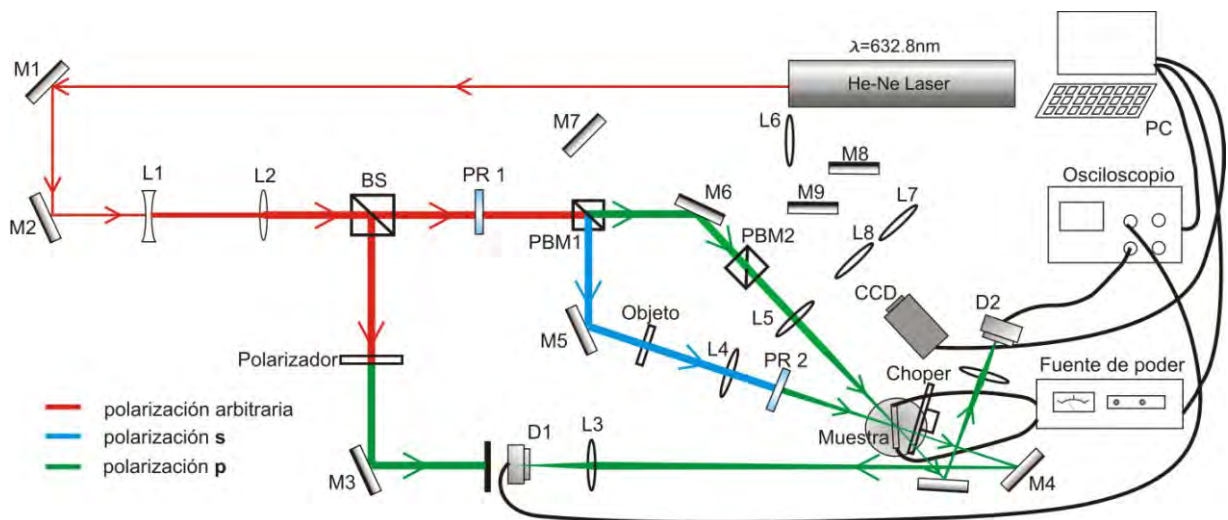 λ=632.8nm
He-Ne Laser
M1
M7
L6
PC
M8
Osciloscopio
L1
L2
BS
PR 1
M6
M9
L7
M2
PBM1
PBM2
L8
CCD
D2
Objeto
L5
M5
Choper
Fuente de poder
Polarizador
L4
PR 2
polarización arbitraria
polarización s
polarización p
Muestra
D1
L3
M3
M4